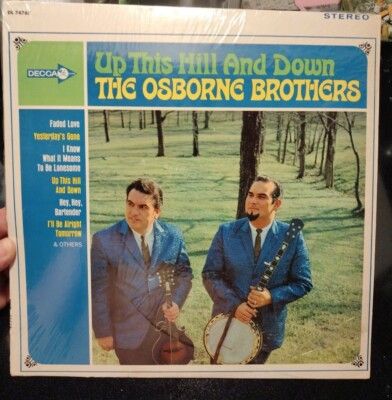 DL 74767
STEREO
DECCA
Up This Hill And Down
THE OSBORNE BROTHERS
Faded Love
Yesterday's Gone
I Know
What It Means
To Be Lonesome
Up This Hill
And Down
Hey, Hey,
Bartender
I'll Be Alright
Tomorrow
& OTHERS